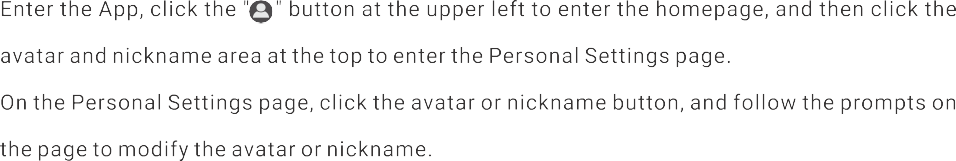 Enter the App, click the "" button at the upper left to enter the homepage, and then click the
avatar and nickname area at the top to enter the Personal Settings page.
On the Personal Settings page, click the avatar or nickname button, and follow the prompts on
the page to modify the avatar or nickname.